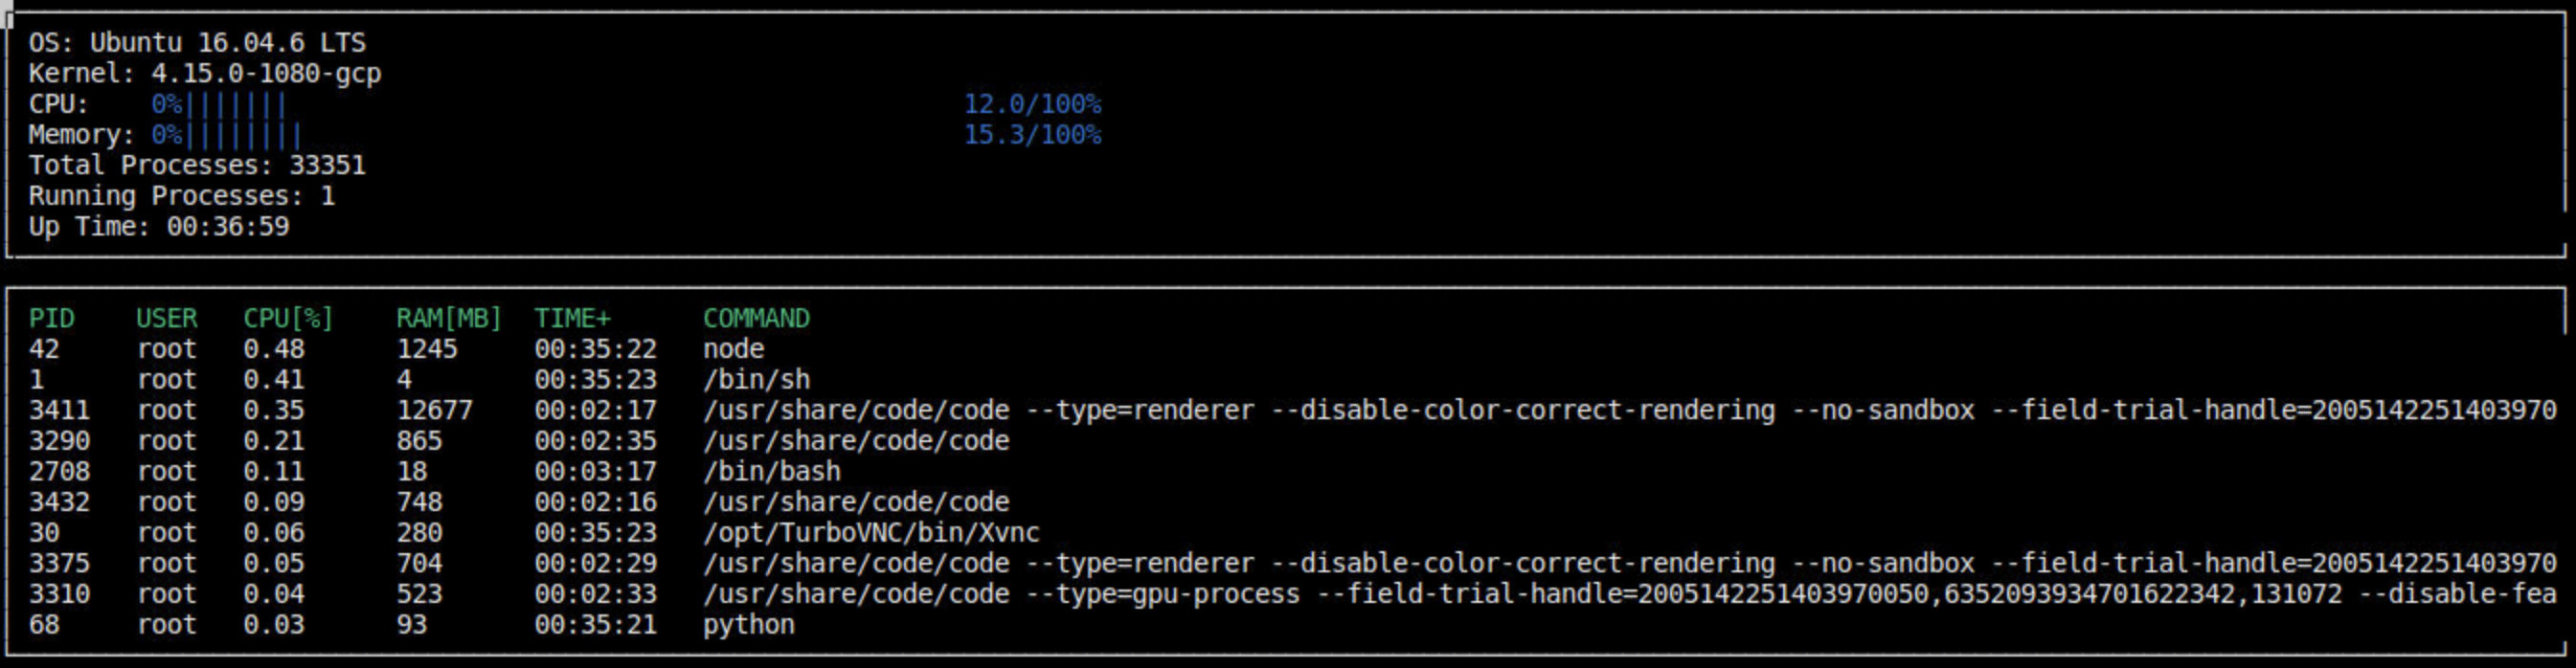 OS: Ubuntu 16.04.6 LTS
Kernel: 4.15.0-1080-gcp
CPU: 0%||||||| 12.0/100%
Memory: 0%|||||||| 15.3/100%
Total Processes: 33351
Running Processes: 1
Up Time: 00:36:59
PID USER CPU[%] RAM[MB] TIME+ COMMAND
42 root 0.48 1245 00:35:22 node
1 root 0.41 4 00:35:23 /bin/sh
3411 root 0.35 12677 00:02:17 /usr/share/code/code --type=renderer --disable-color-correct-rendering --no-sandbox --field-trial-handle=2005142251403970
3290 root 0.21 865 00:02:35 /usr/share/code/code
2708 root 0.11 18 00:03:17 /bin/bash
3432 root 0.09 748 00:02:16 /usr/share/code/code
30 root 0.06 280 00:35:23 /opt/TurboVNC/bin/Xvnc
3375 root 0.05 704 00:02:29 /usr/share/code/code --type=renderer --disable-color-correct-rendering --no-sandbox --field-trial-handle=2005142251403970
3310 root 0.04 523 00:02:33 /usr/share/code/code --type=gpu-process --field-trial-handle=2005142251403970050,6352093934701622342,131072 --disable-fea
68 root 0.03 93 00:35:21 python